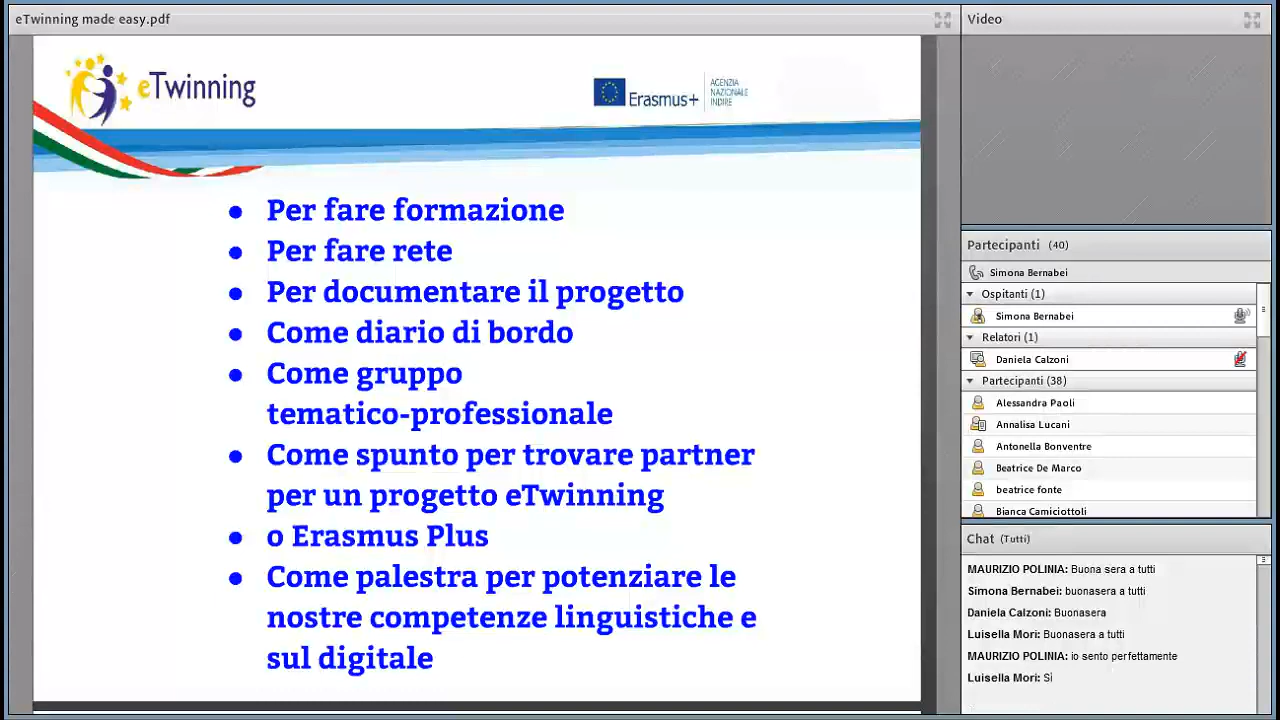 eTwinning made easy.pdf
eTwinning
Erasmus+
AGENZIA
NAZIONALE
INDIRE
● Per fare formazione
● Per fare rete
● Per documentare il progetto
● Come diario di bordo
● Come gruppo
tematico-professionale
● Come spunto per trovare partner
per un progetto eTwinning
● o Erasmus Plus
● Come palestra per potenziare le
nostre competenze linguistiche e
sul digitale
Video
Partecipanti (40)
Simona Bernabei
Ospitanti (1)
Simona Bernabei
Relatori (1)
Daniela Calzoni
Partecipanti (38)
Alessandra Paoli
Annalisa Lucani
Antonella Bonventre
Beatrice De Marco
beatrice fonte
Bianca Camiciottoli
Chat (Tutti)
MAURIZIO POLINIA: Buona sera a tutti
Simona Bernabei: buonasera a tutti
Daniela Calzoni: Buonasera
Luisella Mori: Buonasera a tutti
MAURIZIO POLINIA: io sento perfettamente
Luisella Mori: Sì